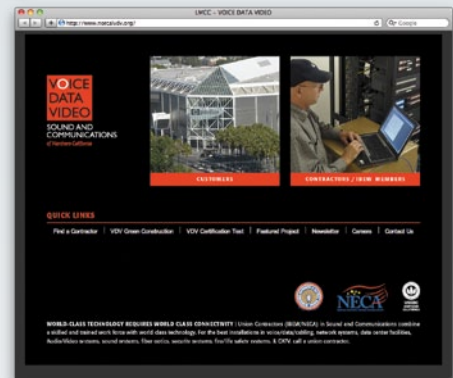 LMCC - VOICE DATA VIDEO
http://www.norcalvdv.org/
Google
VOICE
DATA
VIDEO
SOUND AND
COMMUNICATIONS
of Northern California
CUSTOMERS
CONTRACTORS / IBEW MEMBERS
QUICK LINKS
Find a Contractor | VDV Green Construction | VDV Certification Test | Featured Project | Newsletter | Careers | Contact Us
NECA
WORLD-CLASS TECHNOLOGY REQUIRES WORLD CLASS CONNECTIVITY | Union Contractors (IBEW/NECA) in Sound and Communications combine
a skilled and trained work force with world class technology. For the best installations in voice/data/cabling, network systems, data center facilities,
Audio/Video systems, sound systems, fiber optics, security systems, fire/life safety systems, & CATV, call a union contractor.